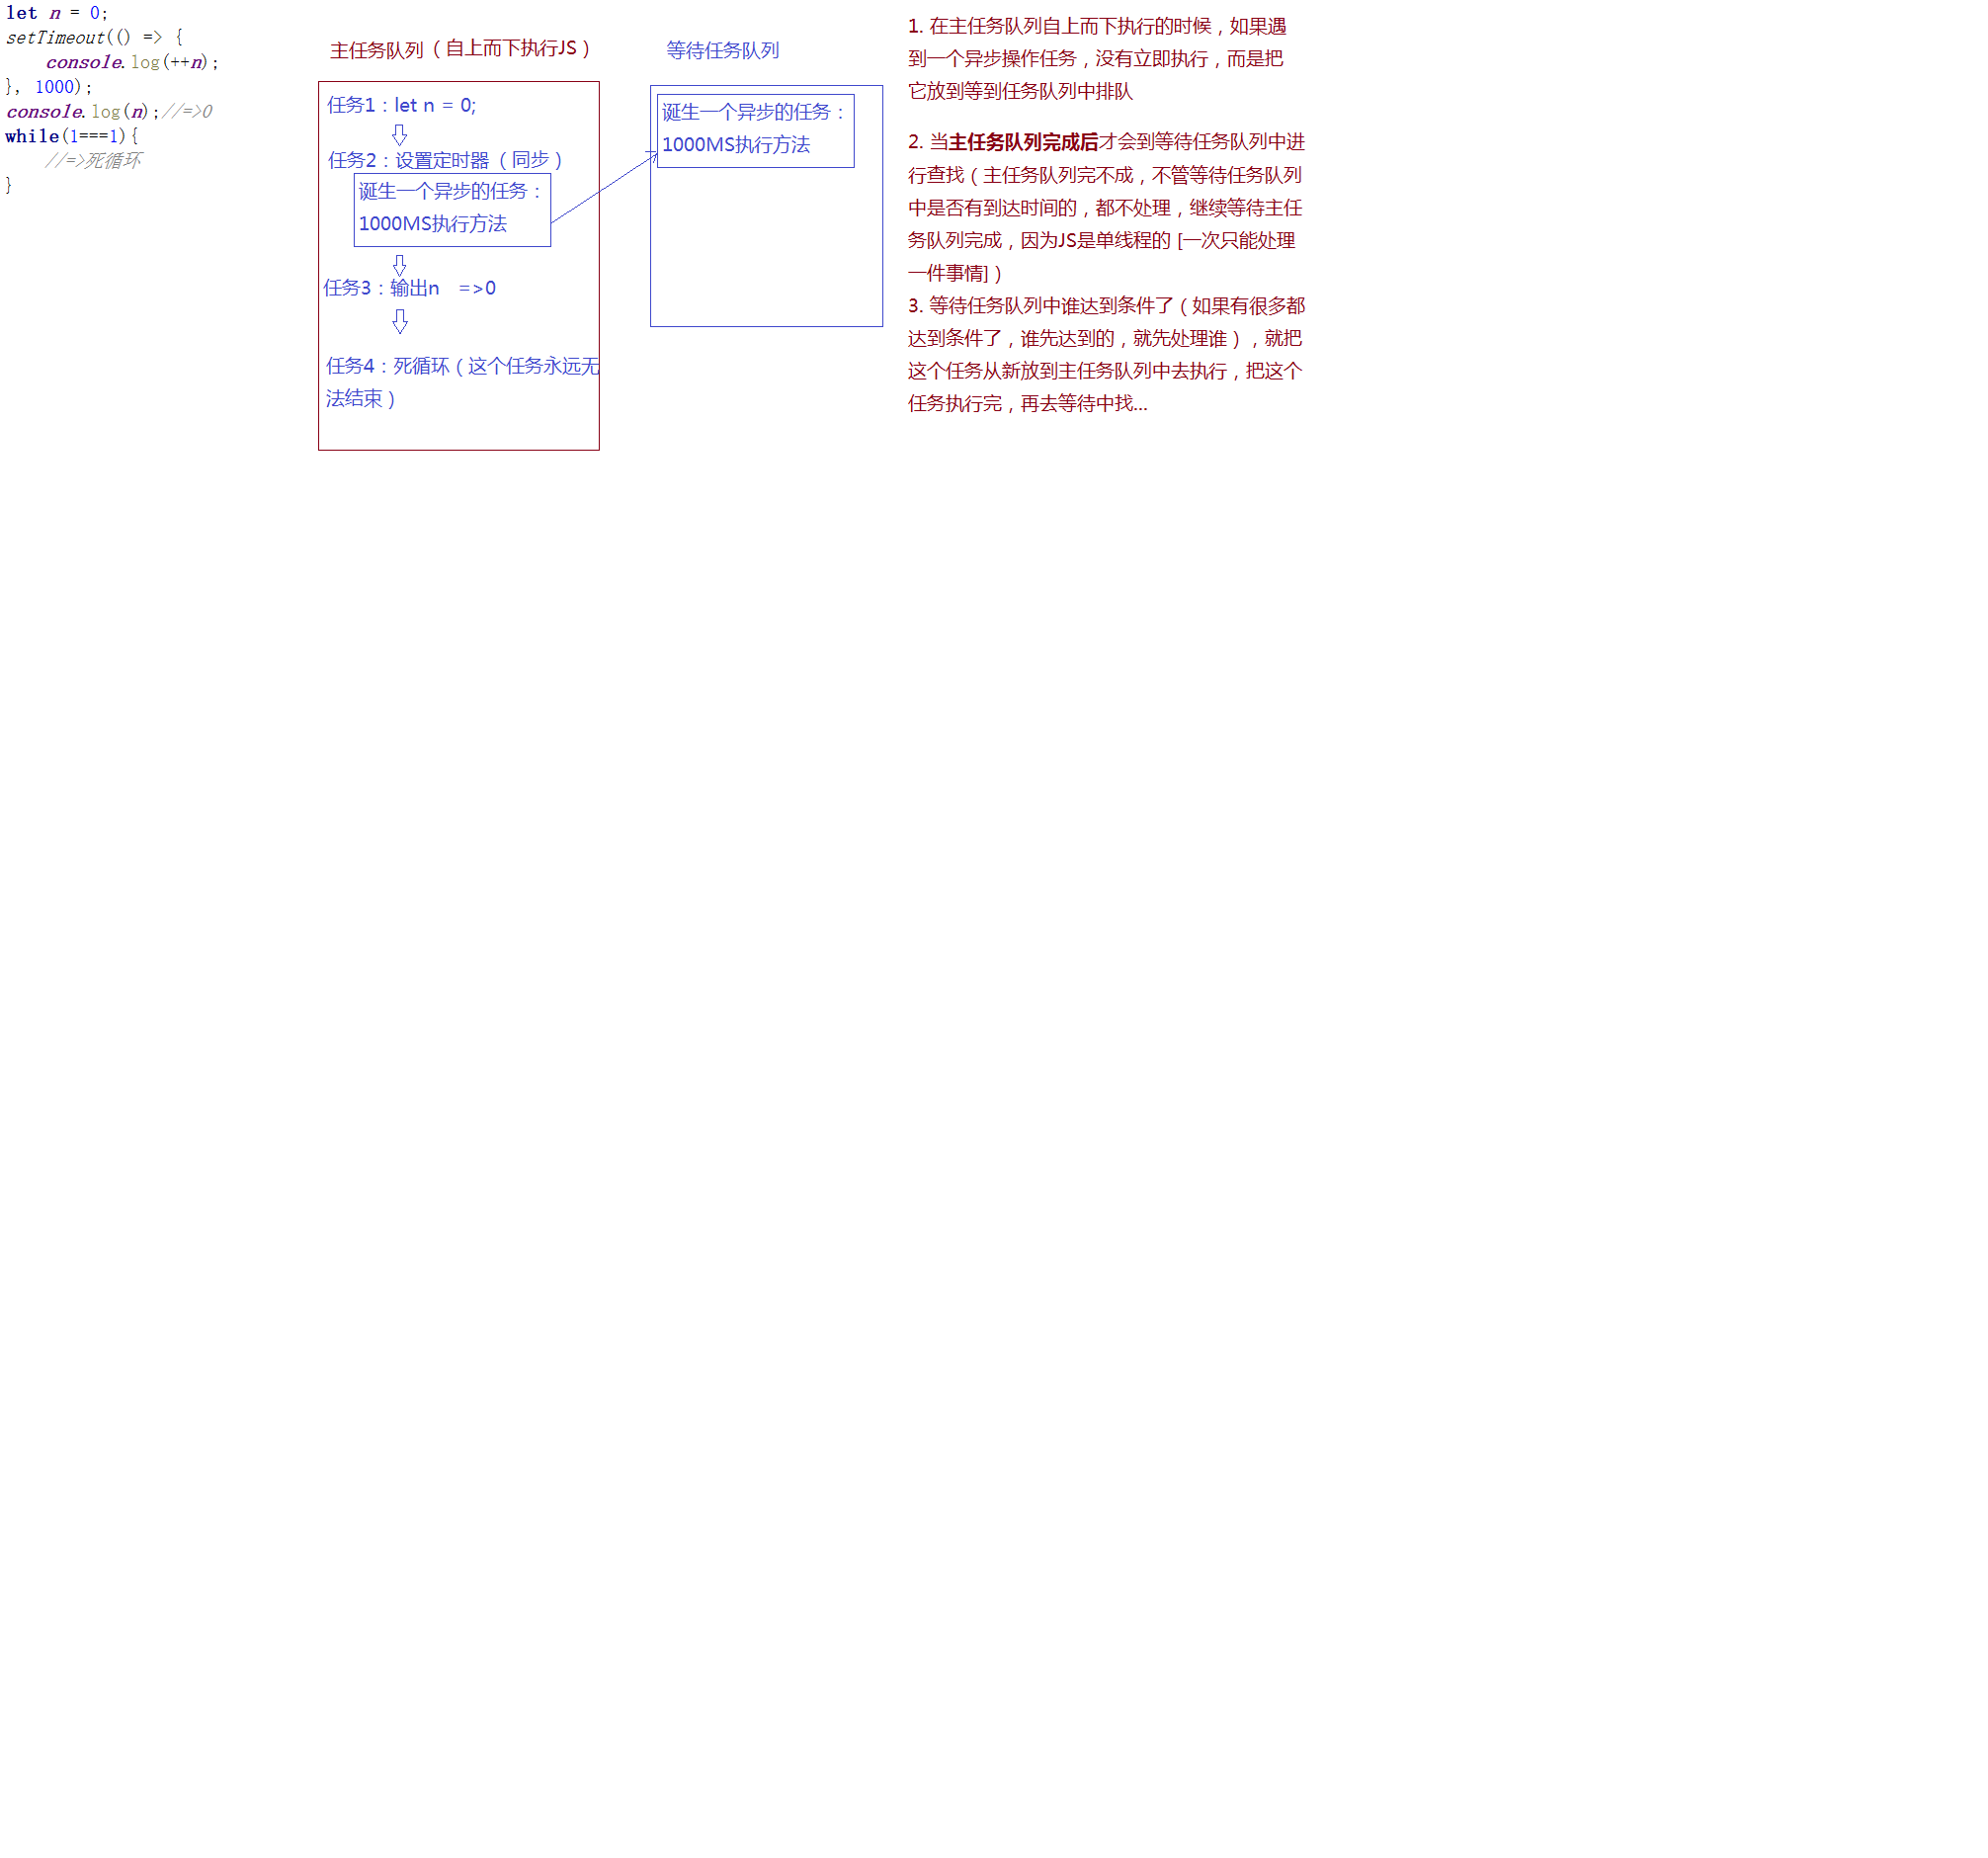 let n = 0;
setTimeout(() => {
    console.log(++n);
}, 1000);
console.log(n);//=>0
while(1===1){
    //=>死循环
}
主任务队列（自上而下执行JS）
任务1：let n = 0;
任务2：设置定时器（同步）
诞生一个异步的任务：
1000MS执行方法
任务3：输出n  =>0
任务4：死循环（这个任务永远无
法结束）
等待任务队列
诞生一个异步的任务：
1000MS执行方法
1. 在主任务队列自上而下执行的时候，如果遇
到一个异步操作任务，没有立即执行，而是把
它放到等到任务队列中排队
2. 当主任务队列完成后才会到等待任务队列中进
行查找（主任务队列完不成，不管等待任务队列
中是否有到达时间的，都不处理，继续等待主任
务队列完成，因为JS是单线程的 [一次只能处理
一件事情]）
3. 等待任务队列中谁达到条件了（如果有很多都
达到条件了，谁先达到的，就先处理谁），就把
这个任务从新放到主任务队列中去执行，把这个
任务执行完，再去等待中找...